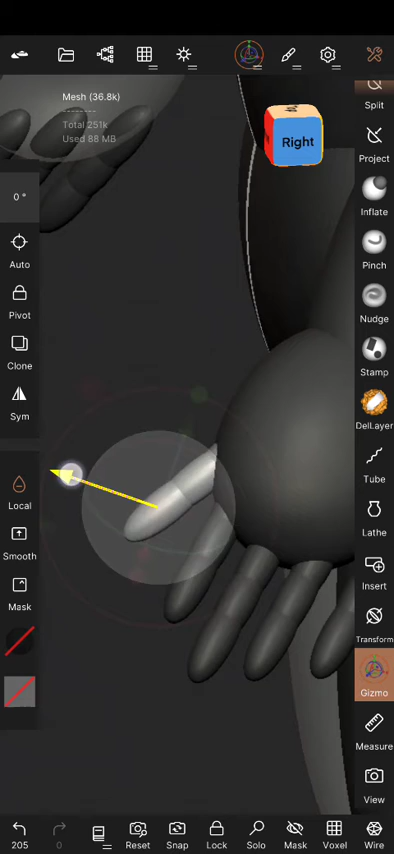 Mesh (36.8k)
Total 251k
Used 88 MB
Right
Split
Project
Inflate
Pinch
Nudge
Stamp
DelLayer
Tube
Lathe
Insert
Transform
Gizmo
Measure
View
0 °
Auto
Pivot
Clone
Sym
Local
Smooth
Mask
205
0
Reset
Snap
Lock
Solo
Mask
Voxel
Wire